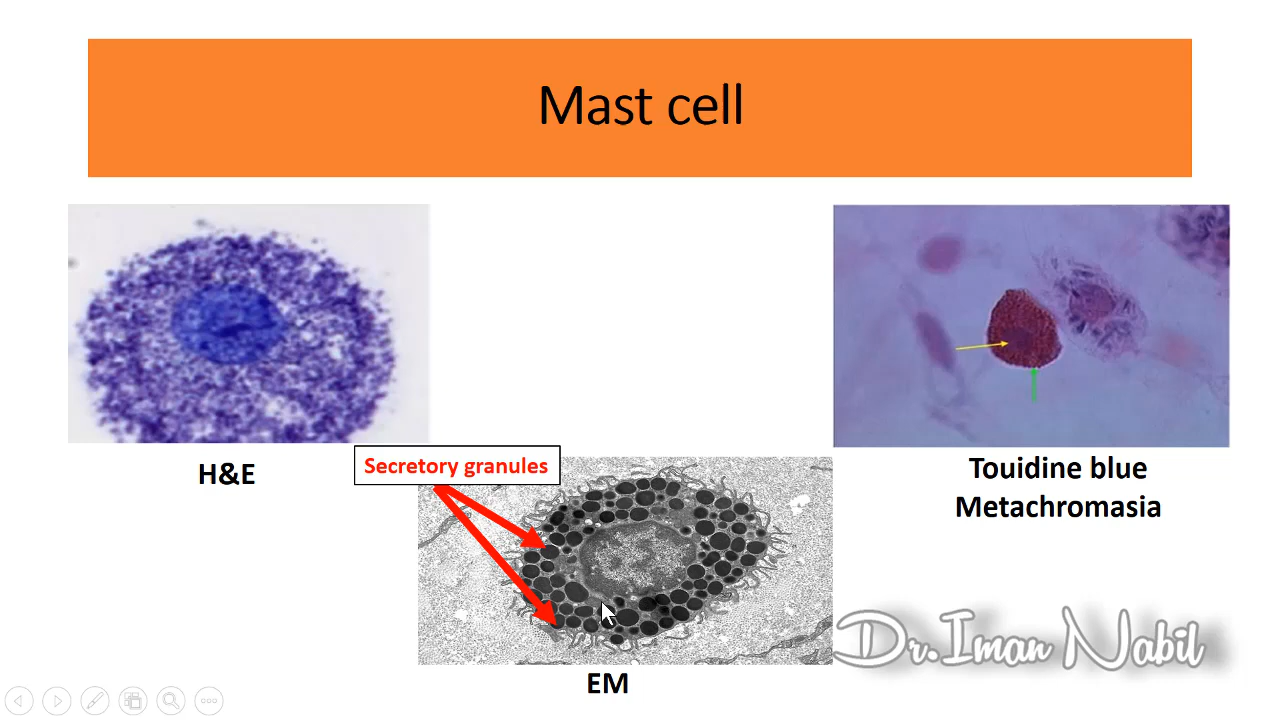 Mast cell
H&E
Secretory granules
Touidine blue
Metachromasia
EM
Dr.Iman Nabil